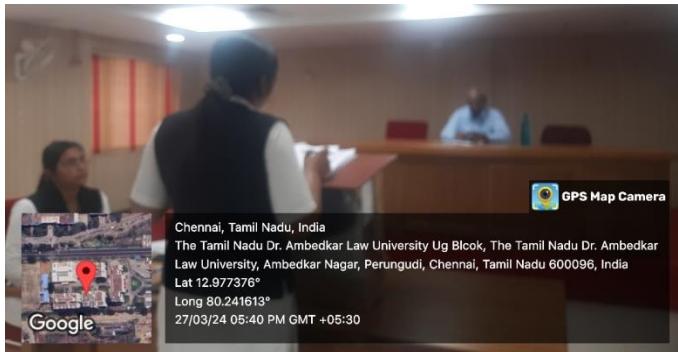 GPS Map Camera
Chennai, Tamil Nadu, India
The Tamil Nadu Dr. Ambedkar Law University Ug Blcok, The Tamil Nadu Dr. Ambedkar
Law University, Ambedkar Nagar, Perungudi, Chennai, Tamil Nadu 600096, India
Lat 12.977376°
Long 80.241613°
27/03/24 05:40 PM GMT +05:30
Google